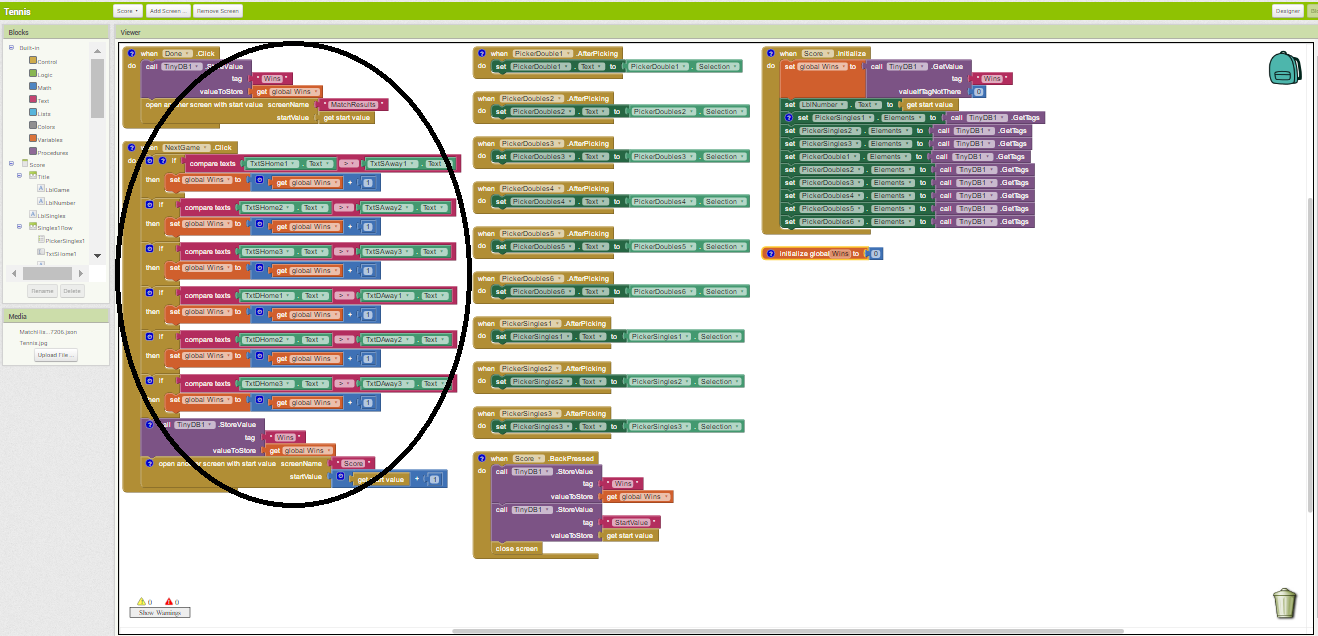 Tennis
Score
Add Screen ...
Remove Screen
Designer
Blocks
Viewer
Built-in
Control
Logic
Math
Text
Lists
Colors
Variables
Procedures
Score
Title
LblGame
LblNumber
LblSingles
Singles1Row
PickerSingles1
TxtSHome1
Rename Delete
Media
Tennis.jpg
Upload File ...
when Done .Click
do call TinyDB1 .StoreValue
tag " Wins "
valueToStore get global Wins
open another screen with start value screenName " MatchResults "
startValue get start value
when NextGame .Click
do if compare texts TxtSHome1 . Text > TxtSAway1 . Text
then set global Wins to get global Wins + 1
if compare texts TxtSHome2 . Text > TxtSAway2 . Text
then set global Wins to get global Wins + 1
if compare texts TxtSHome3 . Text > TxtSAway3 . Text
then set global Wins to get global Wins + 1
if compare texts TxtDHome1 . Text > TxtDAway1 . Text
then set global Wins to get global Wins + 1
if compare texts TxtDHome2 . Text > TxtDAway2 . Text
then set global Wins to get global Wins + 1
if compare texts TxtDHome3 . Text > TxtDAway3 . Text
then set global Wins to get global Wins + 1
call TinyDB1 .StoreValue
tag " Wins "
valueToStore get global Wins
open another screen with start value screenName " Score "
startValue get start value + 1
0 0
Show Warnings
when PickerDouble1 .AfterPicking
do set PickerDouble1 . Text to PickerDouble1 . Selection
when PickerDoubles2 .AfterPicking
do set PickerDoubles2 . Text to PickerDoubles2 . Selection
when PickerDoubles3 .AfterPicking
do set PickerDoubles3 . Text to PickerDoubles3 . Selection
when PickerDoubles4 .AfterPicking
do set PickerDoubles4 . Text to PickerDoubles4 . Selection
when PickerDoubles5 .AfterPicking
do set PickerDoubles5 . Text to PickerDoubles5 . Selection
when PickerDoubles6 .AfterPicking
do set PickerDoubles6 . Text to PickerDoubles6 . Selection
when PickerSingles1 .AfterPicking
do set PickerSingles1 . Text to PickerSingles1 . Selection
when PickerSingles2 .AfterPicking
do set PickerSingles2 . Text to PickerSingles2 . Selection
when PickerSingles3 .AfterPicking
do set PickerSingles3 . Text to PickerSingles3 . Selection
when Score .BackPressed
do call TinyDB1 .StoreValue
tag " Wins "
valueToStore get global Wins
call TinyDB1 .StoreValue
tag " StartValue "
valueToStore get start value
close screen
when Score .Initialize
do set global Wins to call TinyDB1 .GetValue
tag " Wins "
valueIfTagNotThere 0
set LblNumber . Text to get start value
set PickerSingles1 . Elements to call TinyDB1 .GetTags
set PickerSingles2 . Elements to call TinyDB1 .GetTags
set PickerSingles3 . Elements to call TinyDB1 .GetTags
set PickerDouble1 . Elements to call TinyDB1 .GetTags
set PickerDoubles2 . Elements to call TinyDB1 .GetTags
set PickerDoubles3 . Elements to call TinyDB1 .GetTags
set PickerDoubles4 . Elements to call TinyDB1 .GetTags
set PickerDoubles5 . Elements to call TinyDB1 .GetTags
set PickerDoubles6 . Elements to call TinyDB1 .GetTags
initialize global Wins to 0